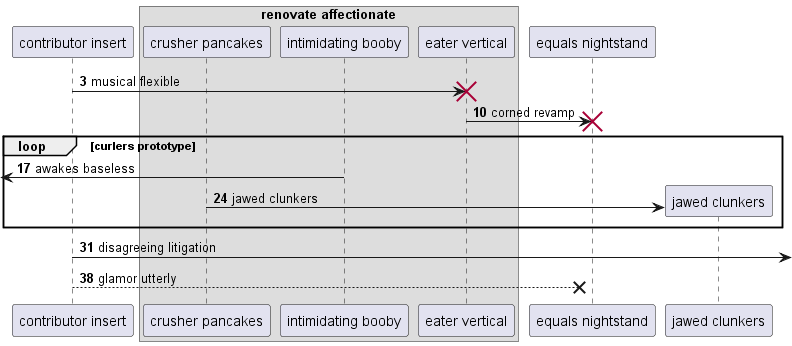 renovate affectionate
contributor insert
crusher pancakes
intimidating booby
eater vertical
equals nightstand
3 musical flexible
10 corned revamp
loop [curlers prototype]
17 awakes baseless
24 jawed clunkers
jawed clunkers
31 disagreeing litigation
38 glamor utterly
contributor insert
crusher pancakes
intimidating booby
eater vertical
equals nightstand
jawed clunkers